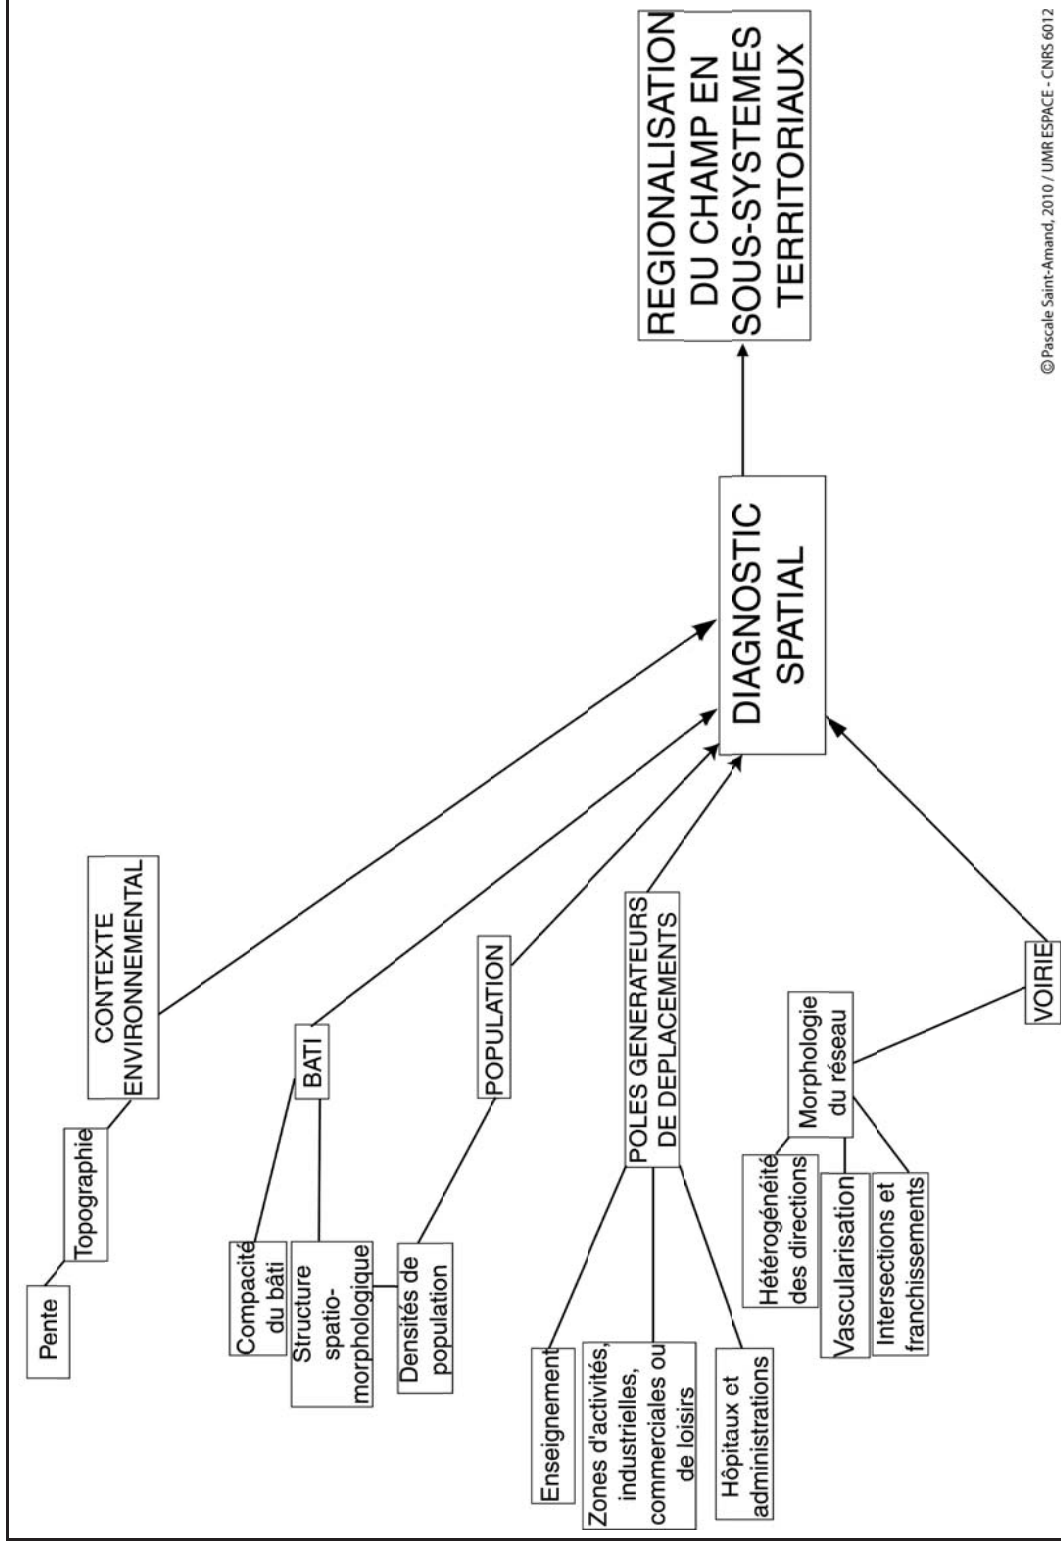 Pente
Topographie
CONTEXTE
ENVIRONNEMENTAL
Compacité
du bâti
Structure
spatio-
morphologique
BATI
Densités de
population
POPULATION
Enseignement
Zones d'activités,
industrielles,
commerciales ou
de loisirs
Hôpitaux et
administrations
POLES GENERATEURS
DE DEPLACEMENTS
Hétérogénéité
des directions
Vascularisation
Intersections et
franchissements
Morphologie
du réseau
VOIRIE
DIAGNOSTIC
SPATIAL
REGIONALISATION
DU CHAMP EN
SOUS-SYSTEMES
TERRITORIAUX
©Pascale Saint-Amand, 2010 / UMR ESPACE - CNRS 6012